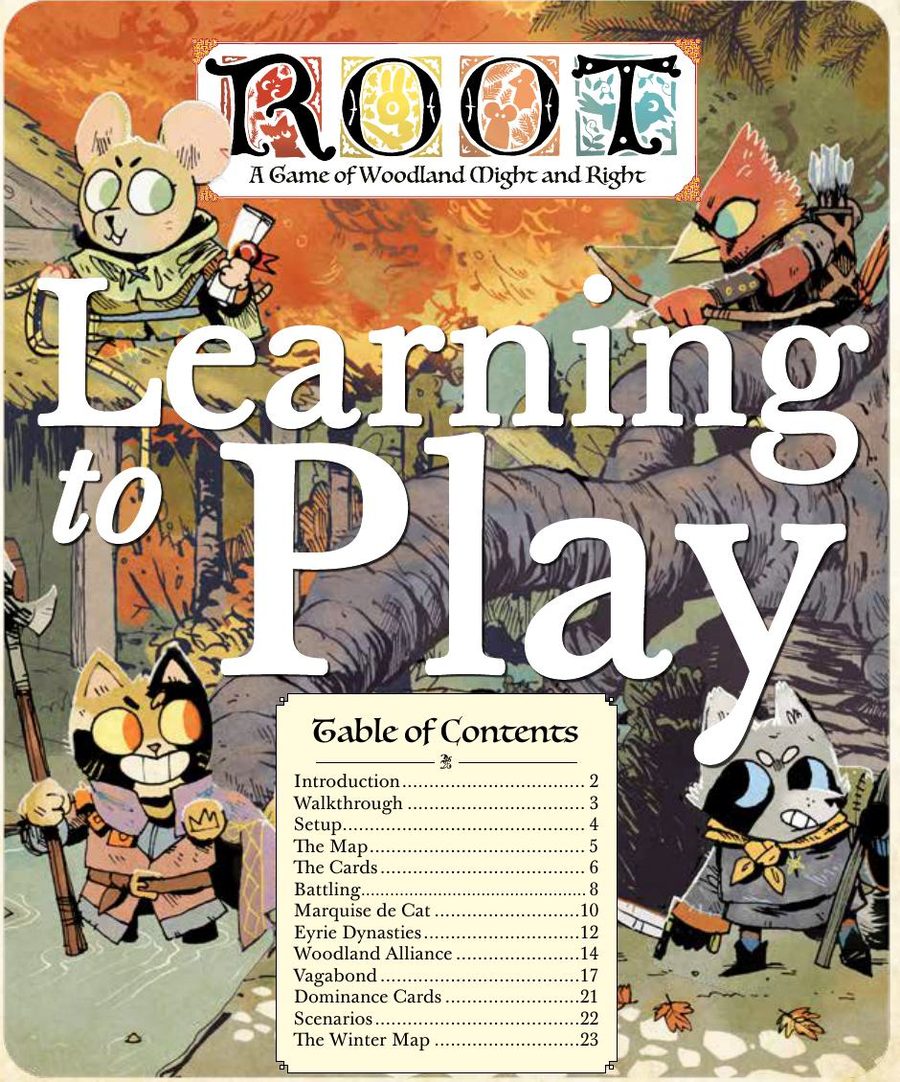 ROOT
A Game of Woodland Might and Right
Learning
to Play
Table of Contents
Introduction................................. 2
Walkthrough ................................ 3
Setup........................................... 4
The Map....................................... 5
The Cards ..................................... 6
Battling......................................... 8
Marquise de Cat ..........................10
Eyrie Dynasties............................12
Woodland Alliance ......................14
Vagabond ....................................17
Dominance Cards ........................21
Scenarios.....................................22
The Winter Map ..........................23